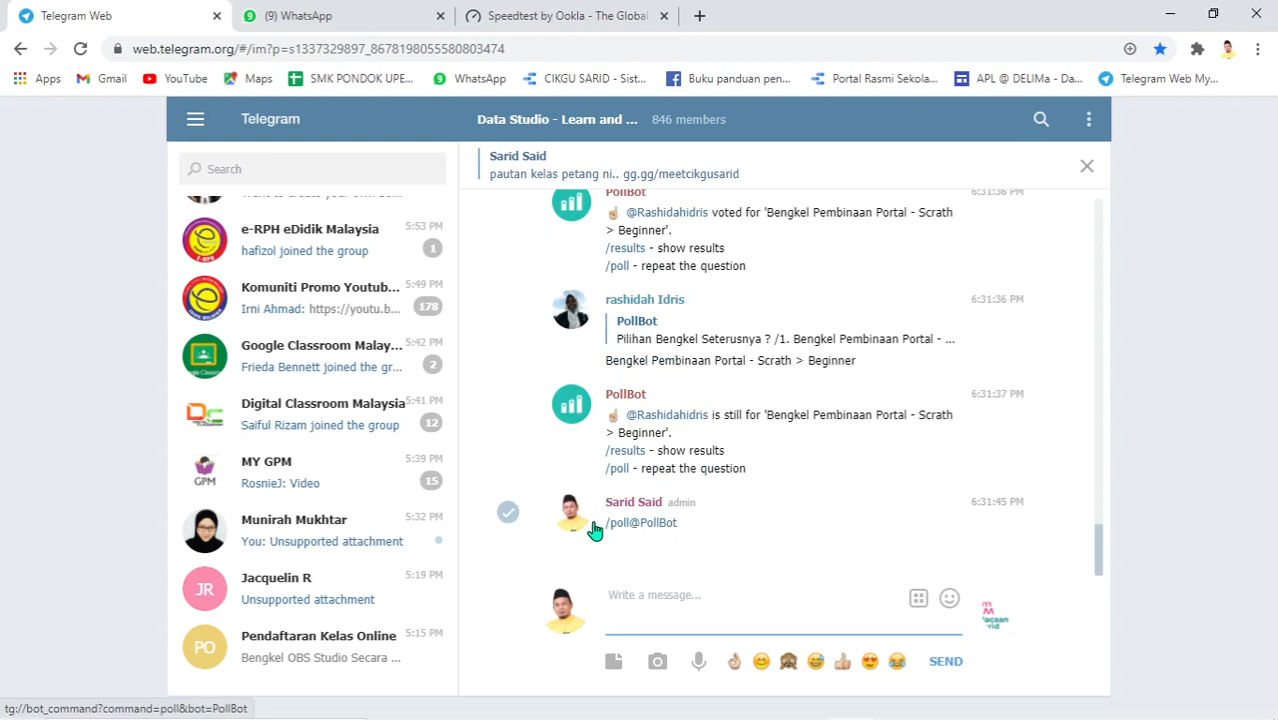 Telegram Web
(9) WhatsApp
Speedtest by Ookla - The Global
web.telegram.org/#/im?p=s1337329897_8678198055580803474
Apps
Gmail
YouTube
Maps
SMK PONDOK UPE...
WhatsApp
CIKGU SARID - Sist...
Buku panduan pen...
Portal Rasmi Sekola...
APL @ DELIMa - Da...
Telegram Web My...
Telegram
Data Studio - Learn and ... 846 members
Search
Sarid Said
pautan kelas petang ni.. gg.gg/meetcikgusarid
e-RPH eDidik Malaysia 5:53 PM
hafizol joined the group 1
Komuniti Promo Youtub... 5:49 PM
Irni Ahmad: https://youtu.b... 178
Google Classroom Malay... 5:42 PM
Frieda Bennett joined the gr... 2
Digital Classroom Malaysia 5:41 PM
Saiful Rizam joined the group 12
MY GPM 5:39 PM
RosnieJ: Video 15
GPM
Munirah Mukhtar 5:32 PM
You: Unsupported attachment
Jacquelin R 5:19 PM
Unsupported attachment
JR
Pendaftaran Kelas Online 5:15 PM
Bengkel OBS Studio Secara ...
PO
PollBot 6:31:36 PM
@Rashidahidris voted for 'Bengkel Pembinaan Portal - Scrath
> Beginner'.
/results - show results
/poll - repeat the question
rashidah Idris 6:31:36 PM
PollBot
Pilihan Bengkel Seterusnya ? /1. Bengkel Pembinaan Portal - ...
Bengkel Pembinaan Portal - Scrath > Beginner
PollBot 6:31:37 PM
@Rashidahidris is still for 'Bengkel Pembinaan Portal - Scrath
> Beginner'.
/results - show results
/poll - repeat the question
Sarid Said admin 6:31:45 PM
/poll@PollBot
Write a message...
SEND
tg://bot_command?command=poll&bot=PollBot